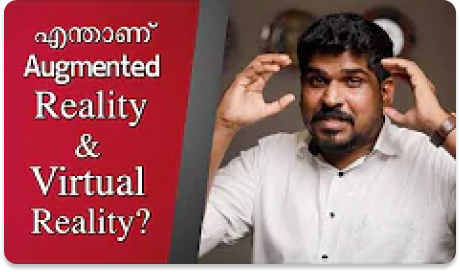 എന്താണ്
Augmented
Reality
&
Virtual
Reality?